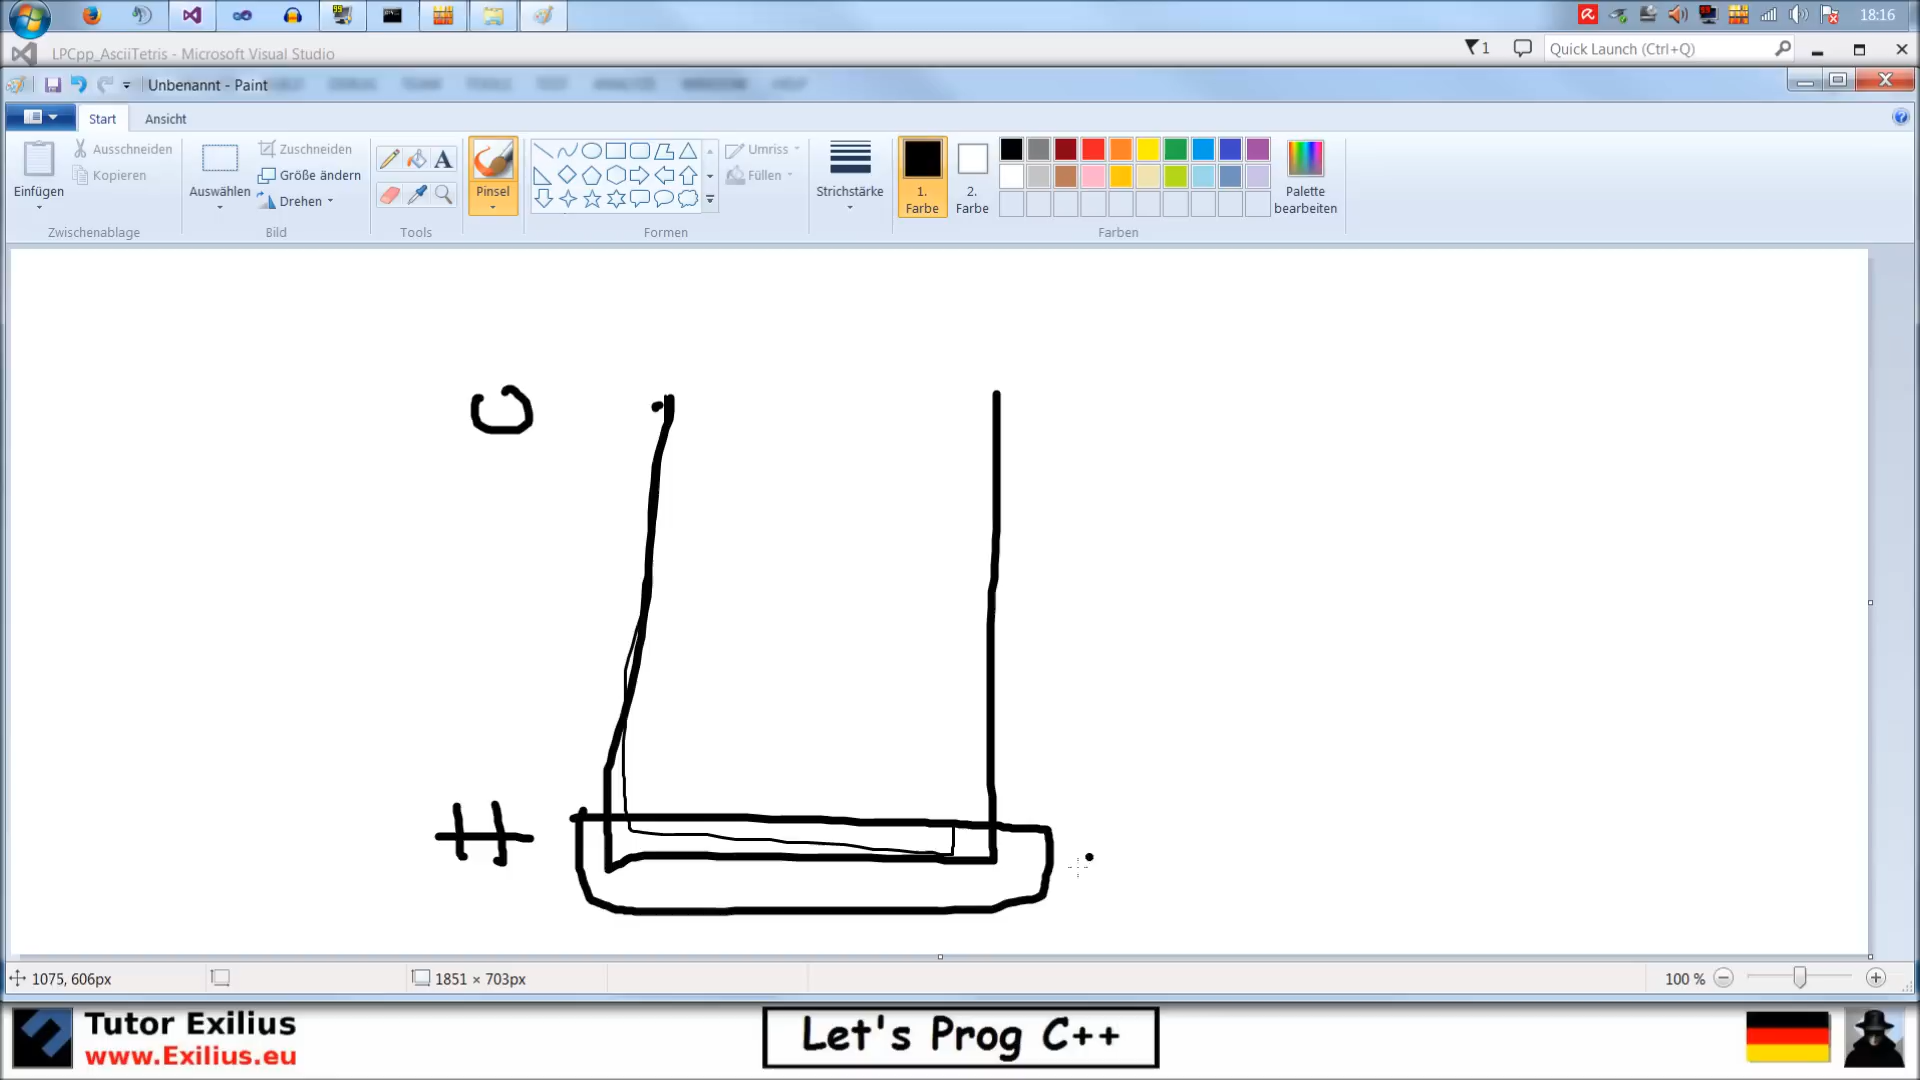 18:16
LPCpp_AsciiTetris - Microsoft Visual Studio
1
Quick Launch (Ctrl+Q)
Unbenannt - Paint
Start
Ansicht
Einfügen
Ausschneiden
Kopieren
Zwischenablage
Auswählen
Zuschneiden
Größe ändern
Drehen
Bild
A
Tools
Pinsel
Umriss
Füllen
Formen
Strichstärke
1.
Farbe
2.
Farbe
Palette
bearbeiten
Farben
0
H
1075, 606px
1851 × 703px
100 %
Tutor Exilius
www.Exilius.eu
Let's Prog C++